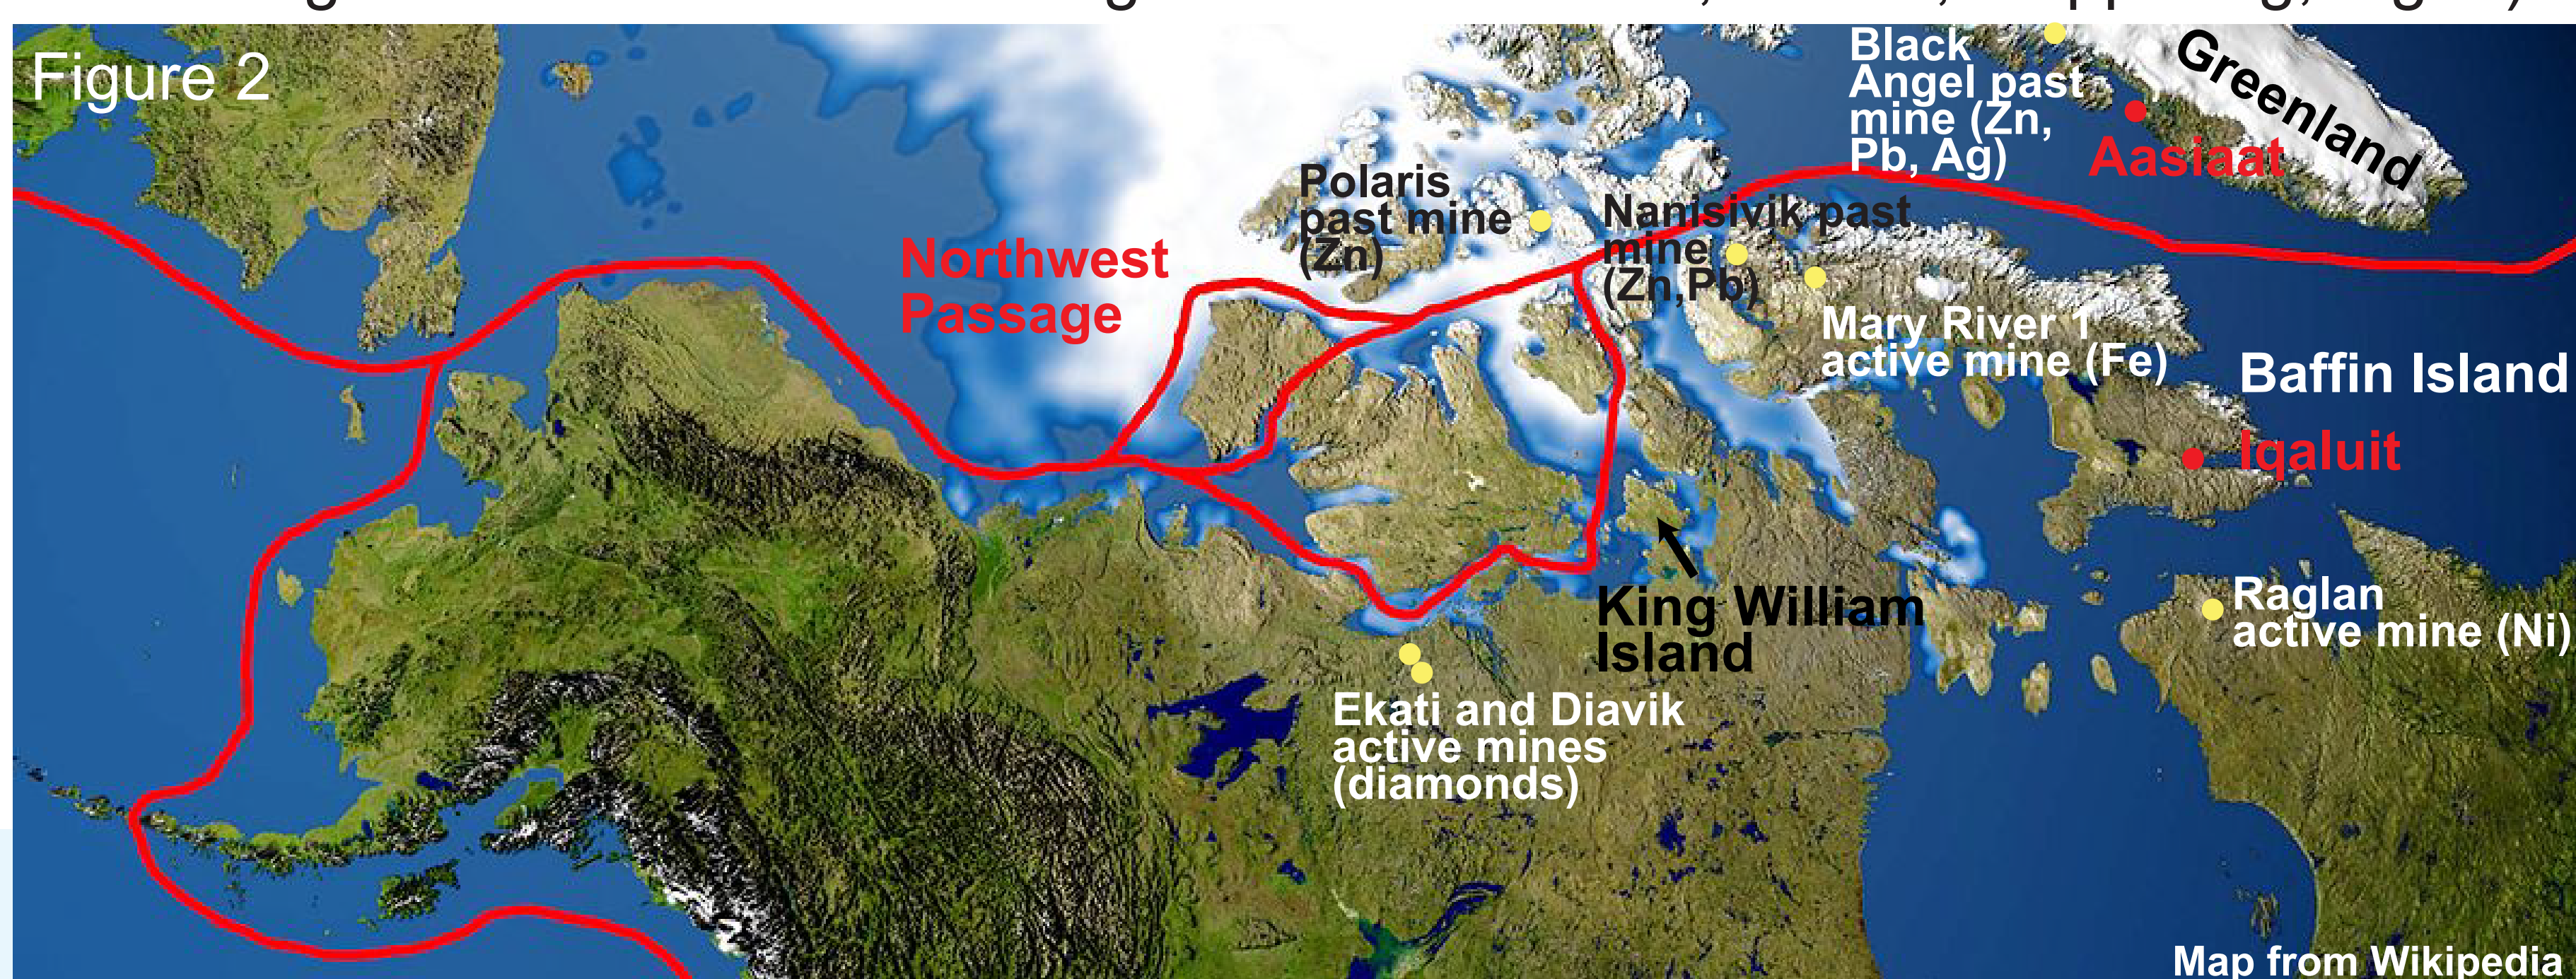 Figure 2
Black
Angel past
mine (Zn,
Pb, Ag)
Greenland
Aasiaat
Polaris
past mine
(Zn)
Nanisivik past
mine
(Zn,Pb)
Northwest
Passage
Mary River 1
active mine (Fe)
Baffin Island
Iqaluit
King William
Island
Raglan
active mine (Ni)
Ekati and Diavik
active mines
(diamonds)
Map from Wikipedia